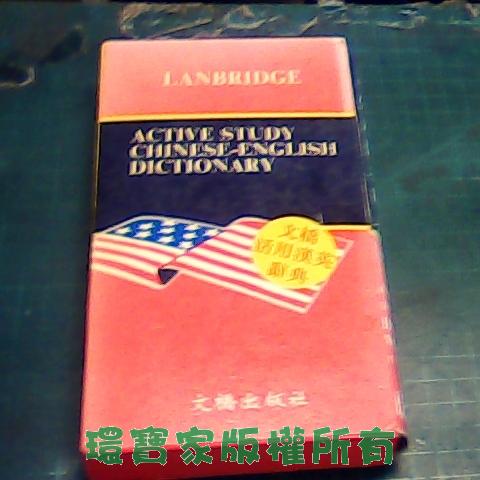 LANBRIDGE
ACTIVE STUDY
CHINESE-ENGLISH
DICTIONARY
文橋
活用漢英
辭典
文橋出版社
環寶家版權所有